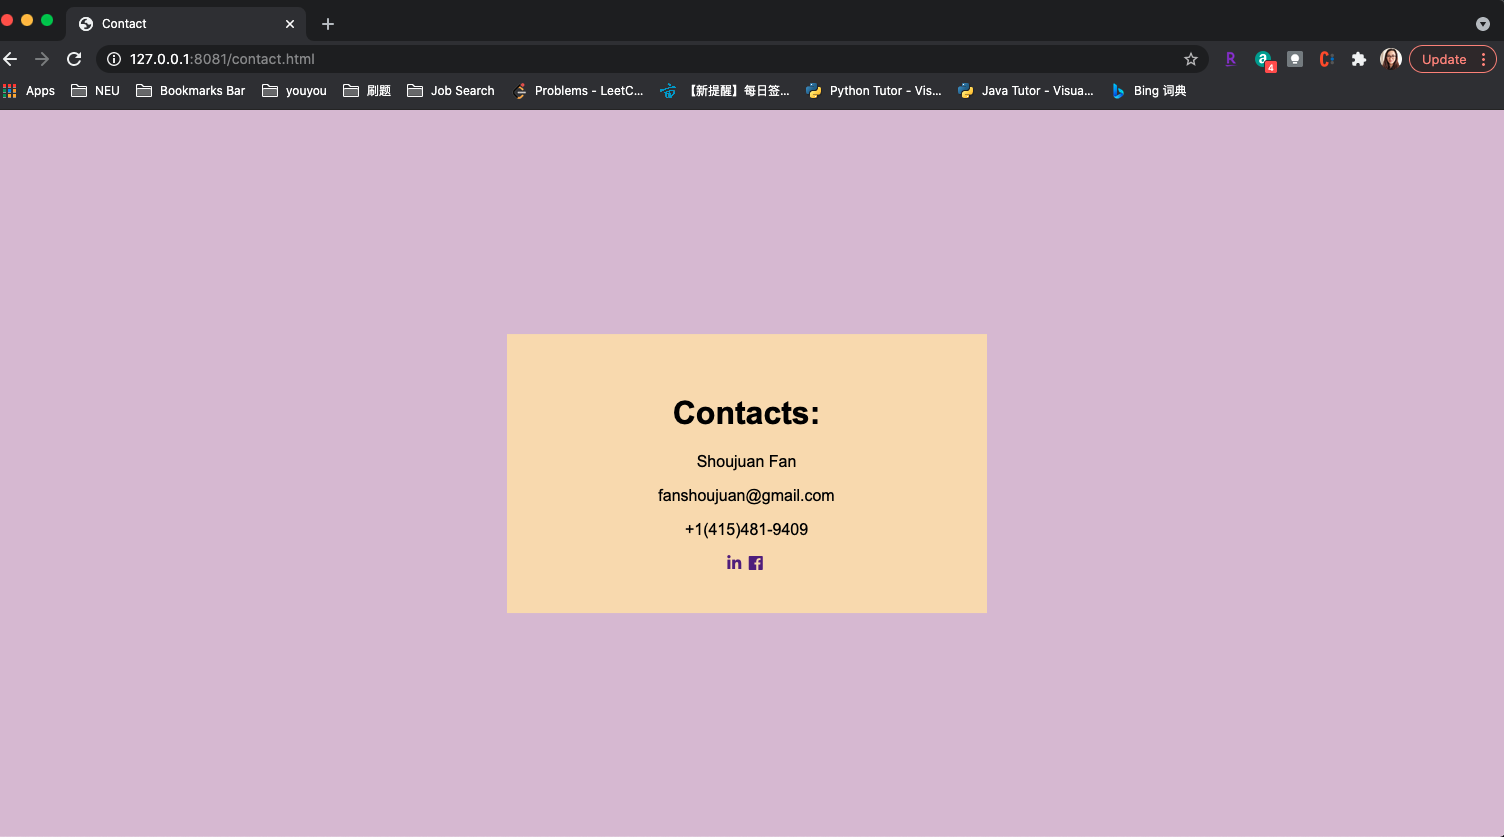 Contact
127.0.0.1:8081/contact.html
R
a
4
C
Update
Apps
NEU
Bookmarks Bar
youyou
刷题
Job Search
Problems - LeetC...
【新提醒】每日签...
Python Tutor - Vis...
Java Tutor - Visua...
Bing 词典
Contacts:
Shoujuan Fan
fanshoujuan@gmail.com
+1(415)481-9409
in f